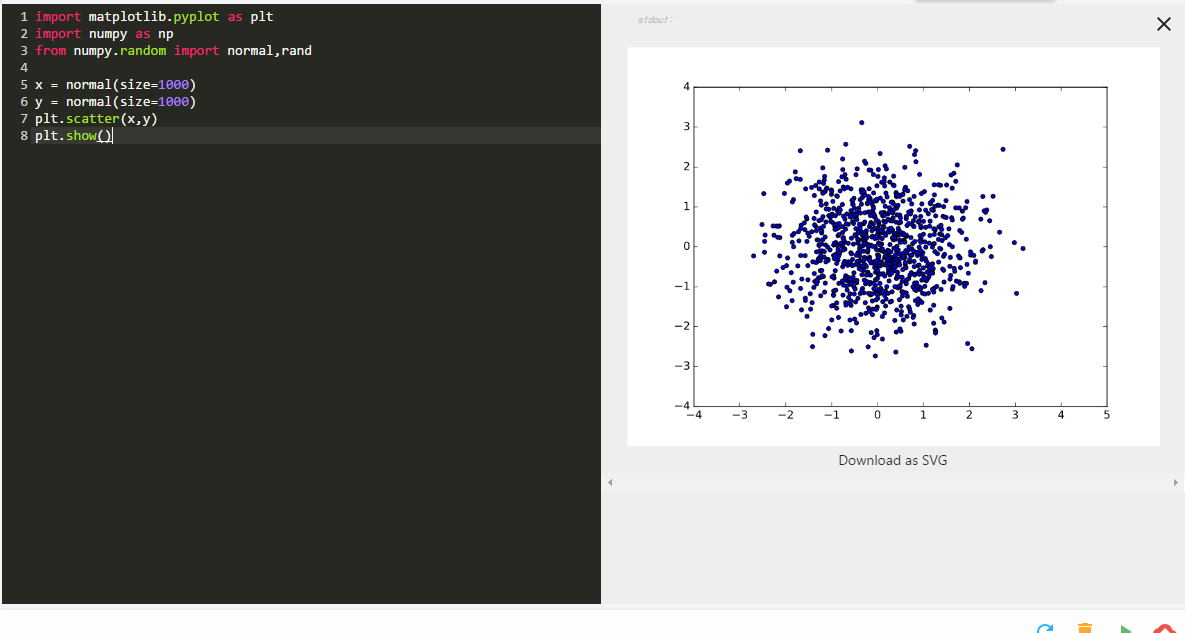 1 import matplotlib.pyplot as plt
2 import numpy as np
3 from numpy.random import normal,rand
4
5 x = normal(size=1000)
6 y = normal(size=1000)
7 plt.scatter(x,y)
8 plt.show()
stdout:
4
3
2
1
0
−1
−2
−3
−4
−4 −3 −2 −1 0 1 2 3 4 5
Download as SVG